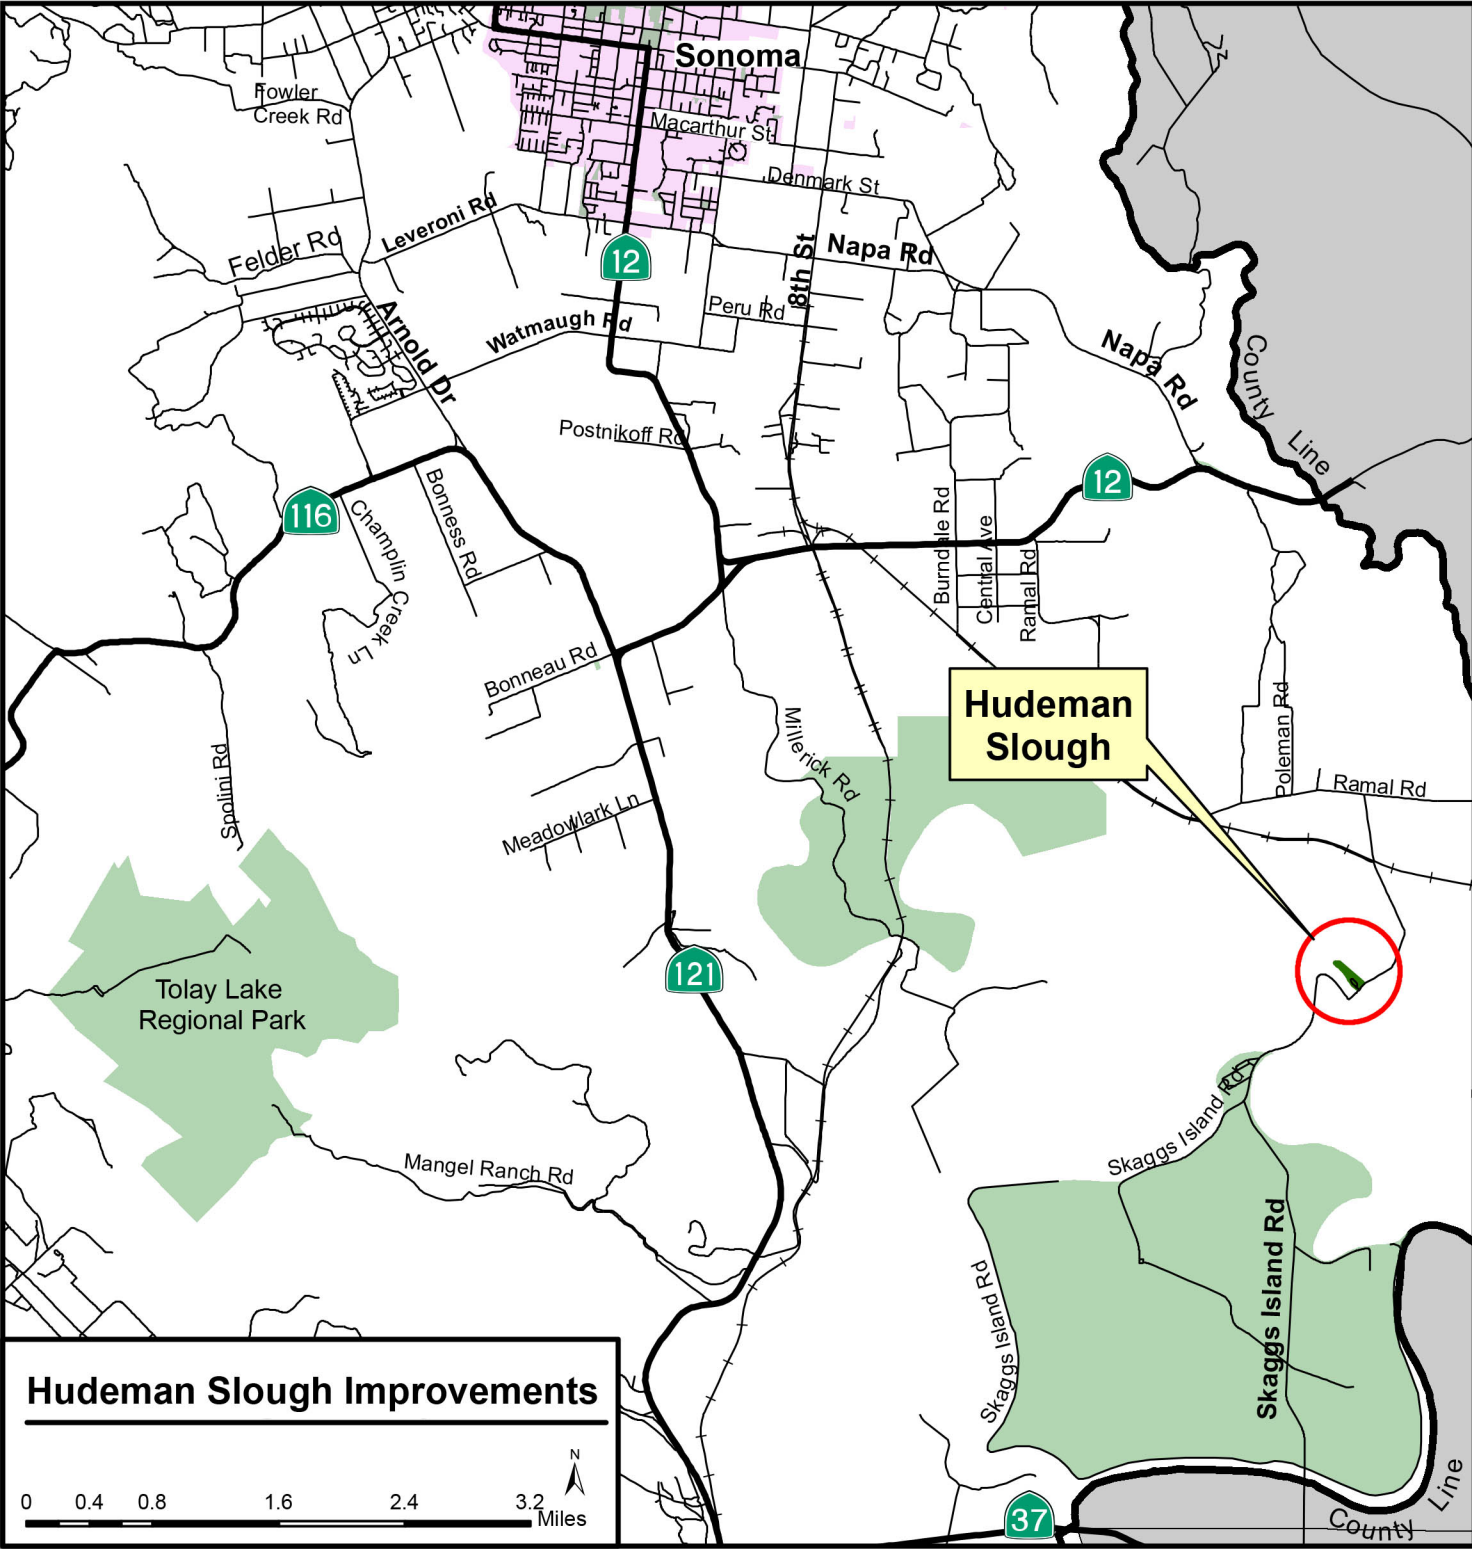 Sonoma
Fowler
Creek Rd
Macarthur St
Denmark St
Leveroni Rd
Felder Rd
12
8th St
Napa Rd
Arnold Dr
Watmaugh Rd
Peru Rd
Napa Rd
County
Line
Postnikoff Rd
12
116
Champlin Creek Ln
Bonness Rd
Burndale Rd
Central Ave
Ramal Rd
Bonneau Rd
Hudeman
Slough
Millerick Rd
Poleman Rd
Ramal Rd
Spolini Rd
Meadowlark Ln
121
Tolay Lake
Regional Park
Skaggs Island Rd
Mangel Ranch Rd
Skaggs Island Rd
Skaggs Island Rd
Hudeman Slough Improvements
N
0 0.4 0.8 1.6 2.4 3.2
Miles
37
County
Line